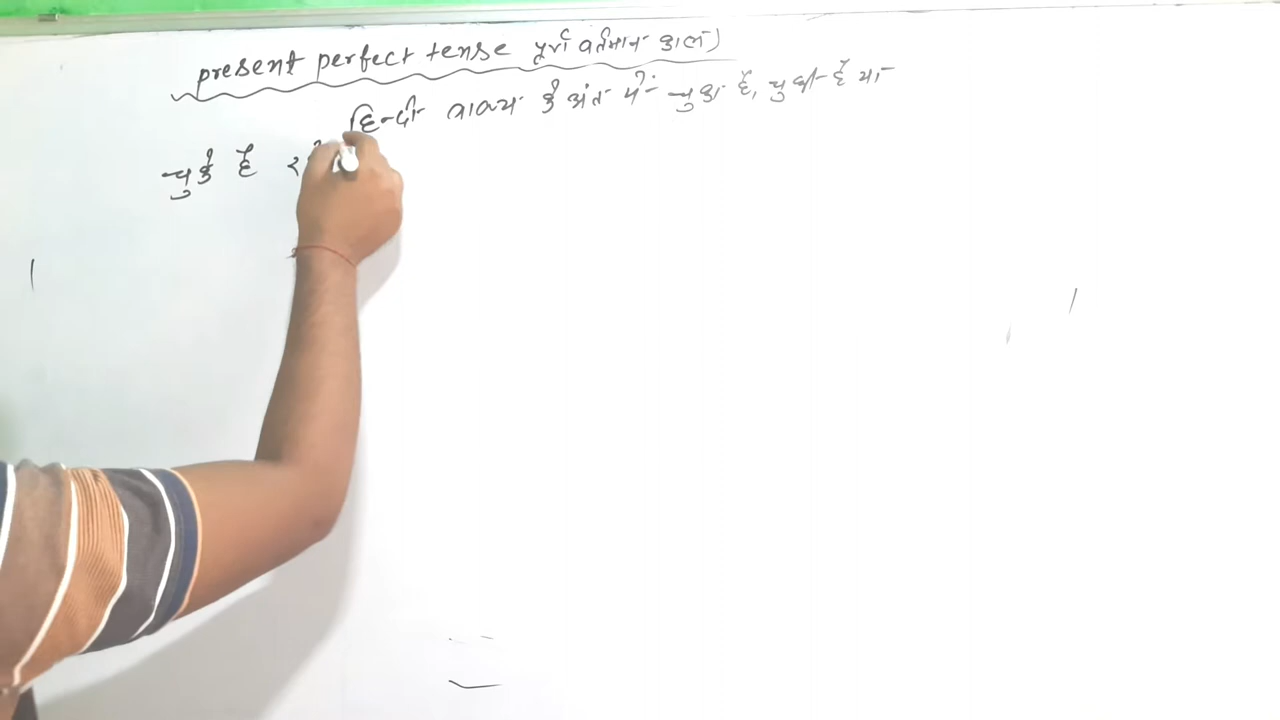 present perfect tense पूर्ण वर्तमान काल)
हिन्दी वाक्य के अंत में चुका है, चुकी है या
चुके हैं